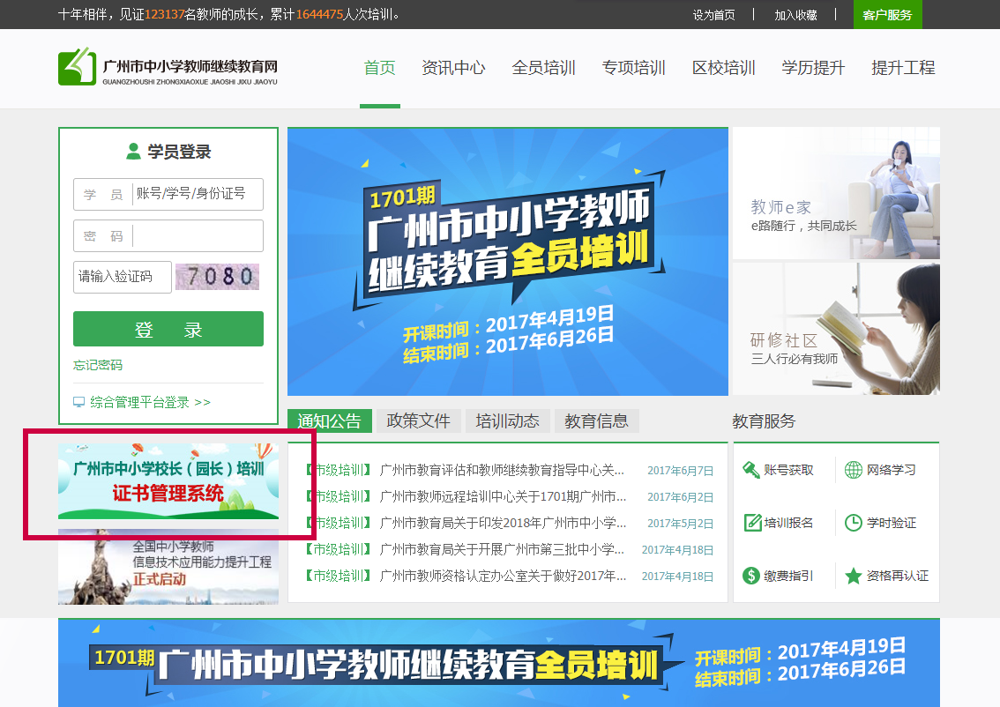 十年相伴，见证123137名教师的成长，累计1644475人次培训。
设为首页 | 加入收藏 | 客户服务
广州市中小学教师继续教育网
GUANGZHOUSHI ZHONGXIAOXUE JIAOSHI JIXU JIAOYU
首页 资讯中心 全员培训 专项培训 区校培训 学历提升 提升工程
学员登录
学 员 账号/学号/身份证号
密 码
请输入验证码 7080
登 录
忘记密码
综合管理平台登录 >>
1701期
广州市中小学教师
继续教育全员培训
开课时间：2017年4月19日
结束时间：2017年6月26日
教师e家
e路随行，共同成长
研修社区
三人行必有我师
广州市中小学校长（园长）培训
证书管理系统
全国中小学教师
信息技术应用能力提升工程
正式启动
通知公告 政策文件 培训动态 教育信息
【市级培训】 广州市教育评估和教师继续教育指导中心关... 2017年6月7日
【市级培训】 广州市教师远程培训中心关于1701期广州市... 2017年6月2日
【市级培训】 广州市教育局关于印发2018年广州市中小学... 2017年5月2日
【市级培训】 广州市教育局关于开展广州市第三批中小学... 2017年4月18日
【市级培训】 广州市教师资格认定办公室关于做好2017年... 2017年4月18日
教育服务
账号获取 网络学习
培训报名 学时验证
缴费指引 资格再认证
1701期 广州市中小学教师继续教育全员培训
开课时间：2017年4月19日
结束时间：2017年6月26日